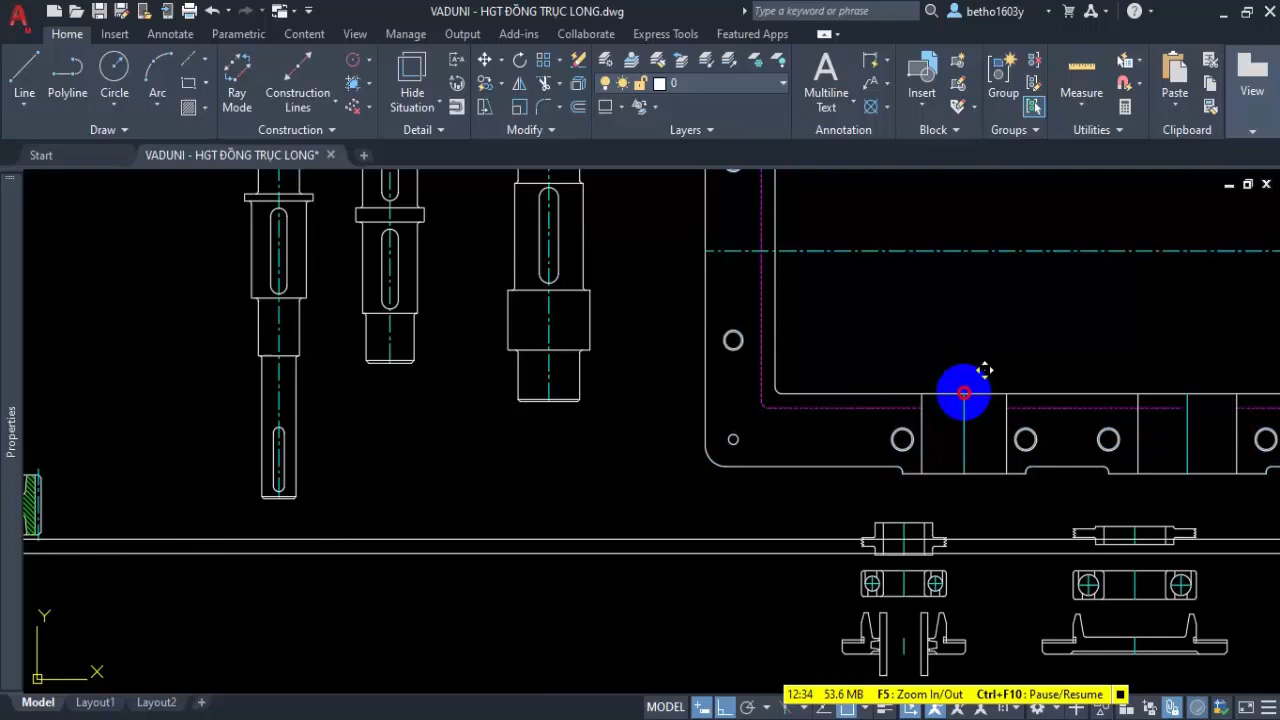 VADUNI - HGT ĐỒNG TRỤC LONG.dwg
Type a keyword or phrase
betho1603y
Home Insert Annotate Parametric Content View Manage Output Add-ins Collaborate Express Tools Featured Apps
Line Polyline Circle Arc Ray Mode Construction Lines Hide Situation 0 Multiline Text Insert Group Measure Paste View
Draw Construction Detail Modify Layers Annotation Block Groups Utilities Clipboard
Start VADUNI - HGT ĐỒNG TRỤC LONG*
Properties
Y
X
12:34 53.6 MB F5: Zoom In/Out Ctrl+F10: Pause/Resume
Model Layout1 Layout2 MODEL 1:1